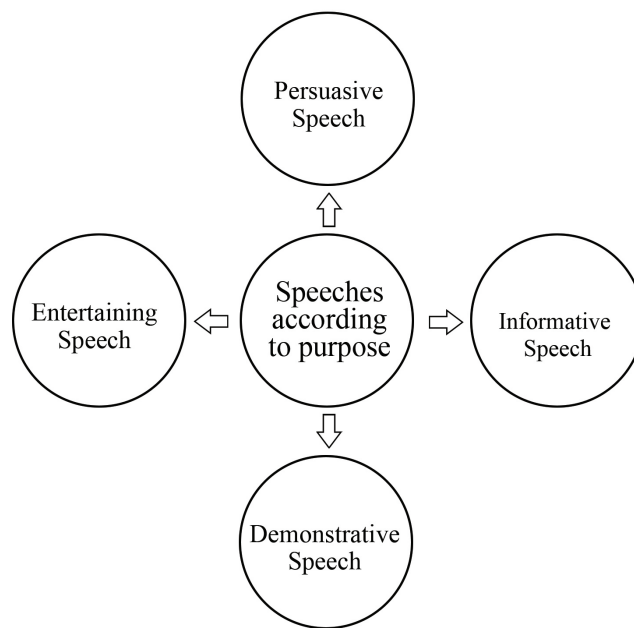 Persuasive
Speech
Entertaining
Speech
Speeches
according
to purpose
Informative
Speech
Demonstrative
Speech